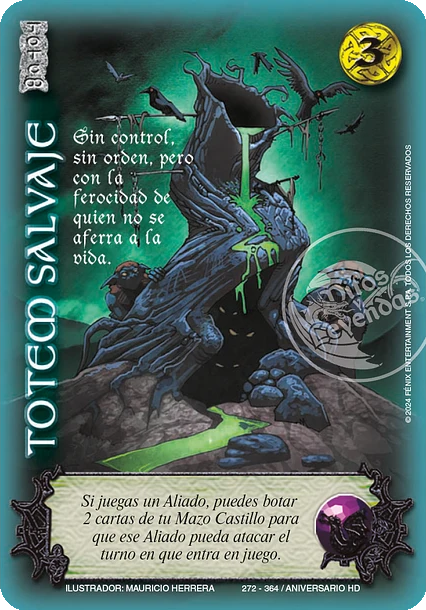 3
TOTEM SALVAJE
Sin control,
sin orden, pero
con la
ferocidad de
quien no se
aferra a la
vida.
Mitos
Leyendas
© 2024 FÉNIX ENTERTAINMENT S.P.A. TODOS LOS DERECHOS RESERVADOS
Si juegas un Aliado, puedes botar
2 cartas de tu Mazo Castillo para
que ese Aliado pueda atacar el
turno en que entra en juego.
ILUSTRADOR: MAURICIO HERRERA 272 - 364 / ANIVERSARIO HD